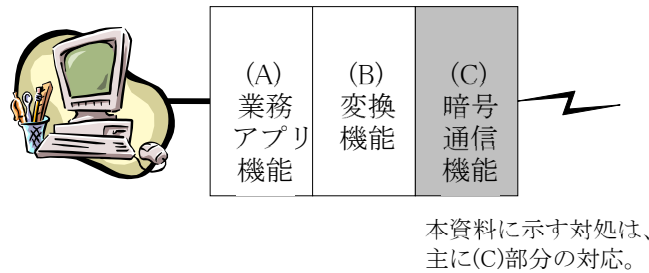 (A)
業務
アプリ
機能
(B)
変換
機能
(C)
暗号
通信
機能
本資料に示す対処は、
主に(C)部分の対応。